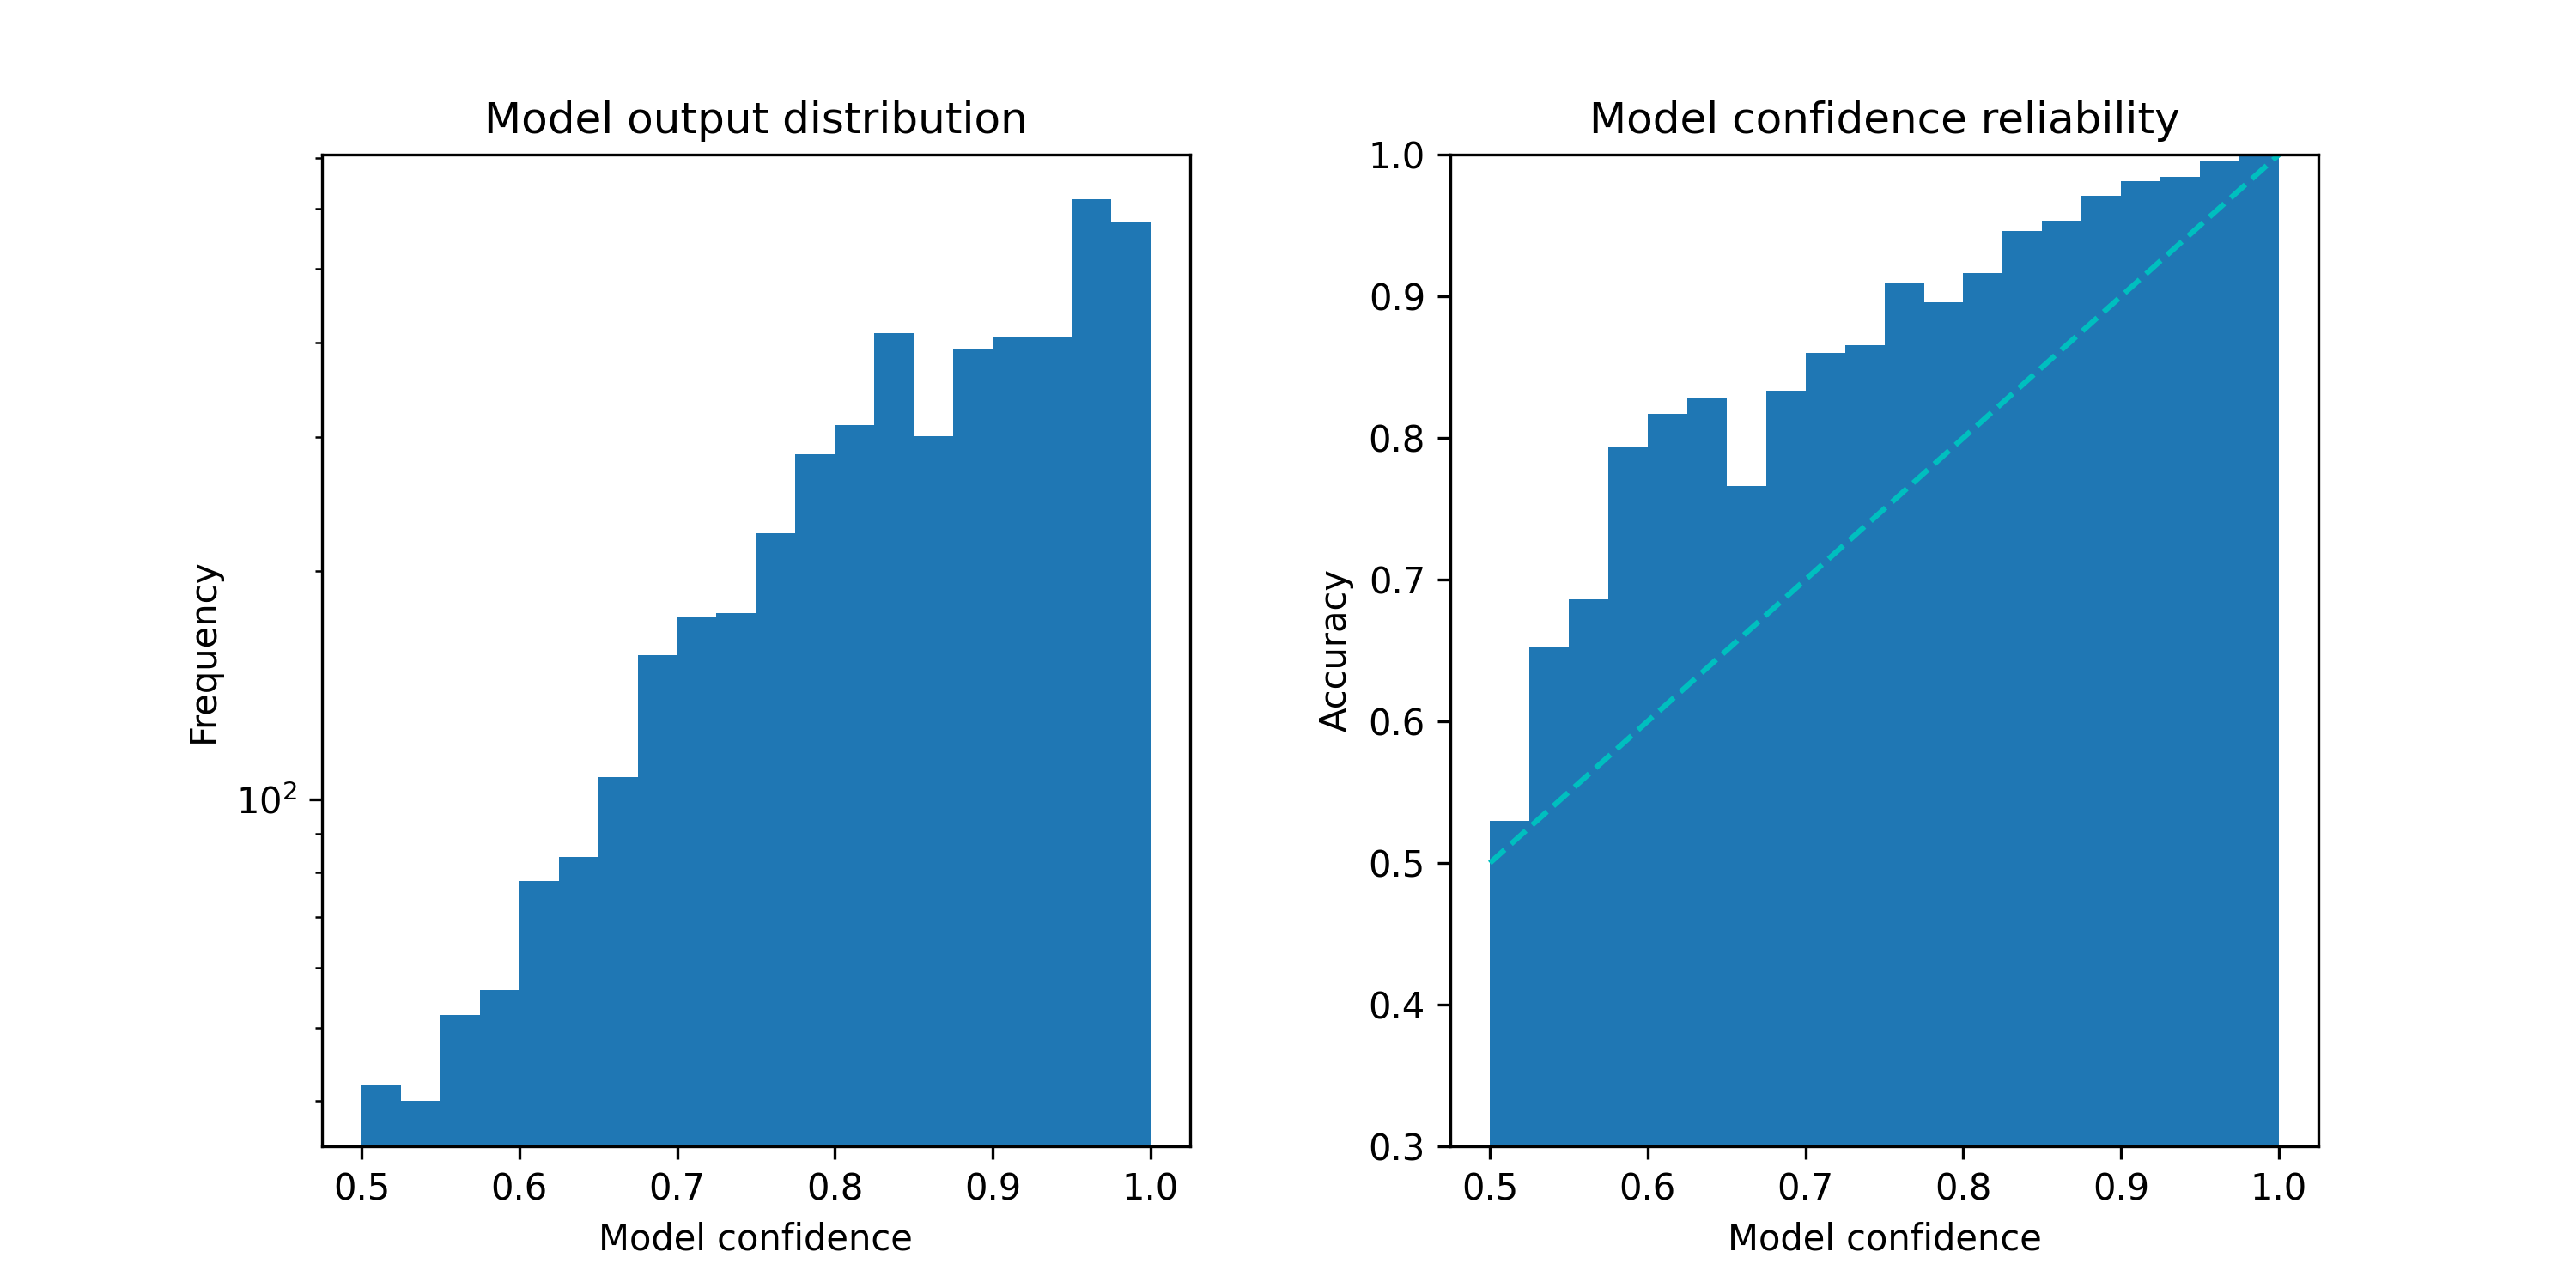 Model output distribution
Frequency
10²
0.5 0.6 0.7 0.8 0.9 1.0
Model confidence
Model confidence reliability
Accuracy
1.0
0.9
0.8
0.7
0.6
0.5
0.4
0.3
0.5 0.6 0.7 0.8 0.9 1.0
Model confidence